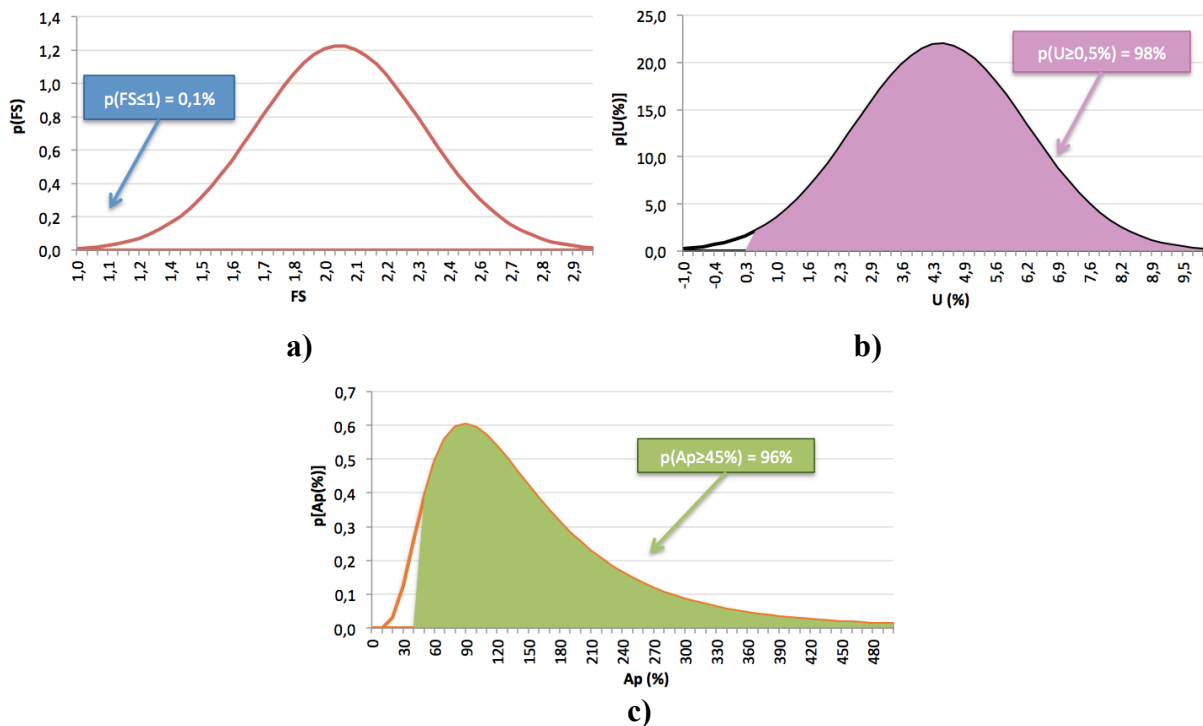 1,4
1,2
1,0
0,8
0,6
0,4
0,2
0,0
p(FS)
p(FS≤1) = 0,1%
1,0 1,1 1,2 1,4 1,5 1,6 1,7 1,8 2,0 2,1 2,2 2,3 2,4 2,6 2,7 2,8 2,9
FS
a)
25,0
20,0
15,0
10,0
5,0
0,0
p[U(%)]
p(U≥0,5%) = 98%
-1,0 -0,4 0,3 1,0 1,6 2,3 2,9 3,6 4,3 4,9 5,6 6,2 6,9 7,6 8,2 8,9 9,5
U (%)
b)
0,7
0,6
0,5
0,4
0,3
0,2
0,1
0,0
p[Ap(%)]
p(Ap≥45%) = 96%
0 30 60 90 120 150 180 210 240 270 300 330 360 390 420 450 480
Ap (%)
c)